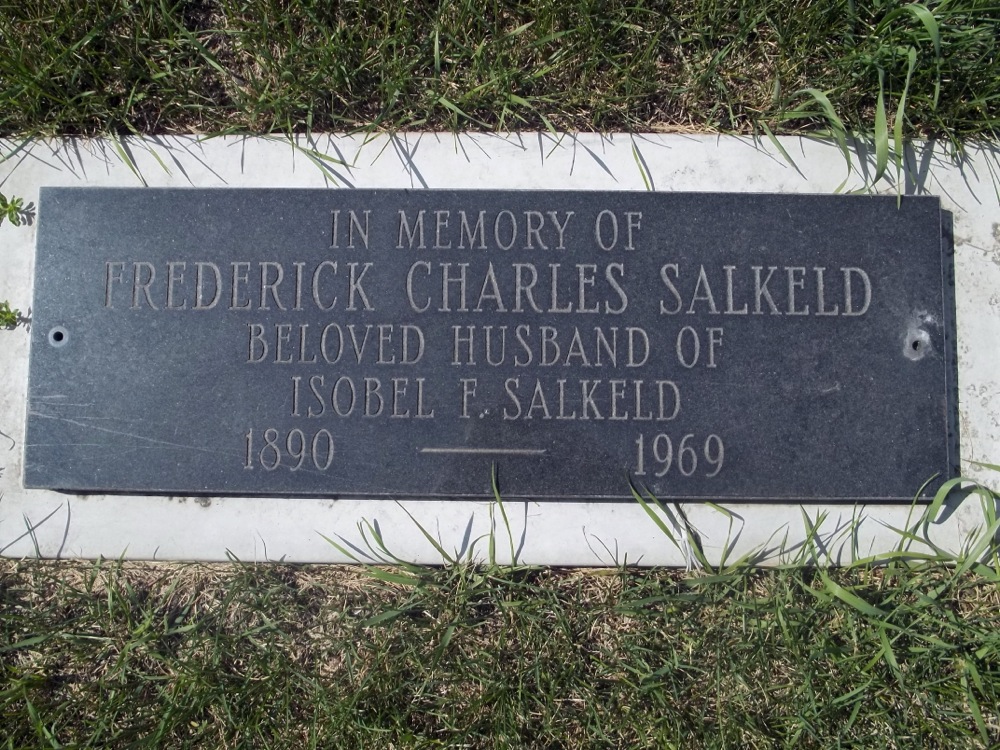 IN MEMORY OF
FREDERICK CHARLES SALKELD
BELOVED HUSBAND OF
ISOBEL F. SALKELD
1890 — 1969